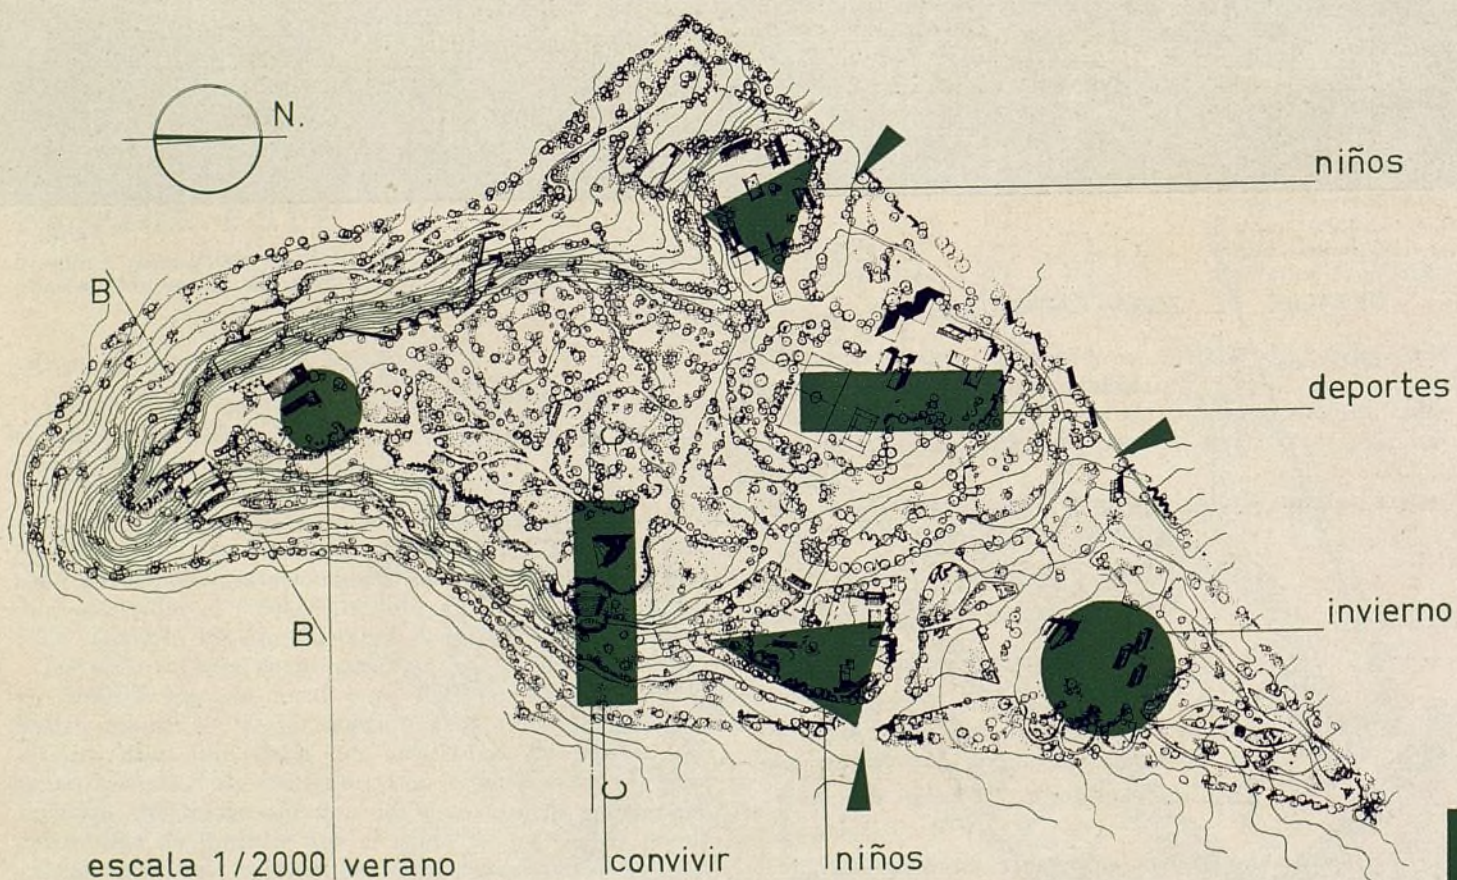 N.
niños
B
deportes
C
invierno
B
C
escala 1/2000 verano
convivir
niños